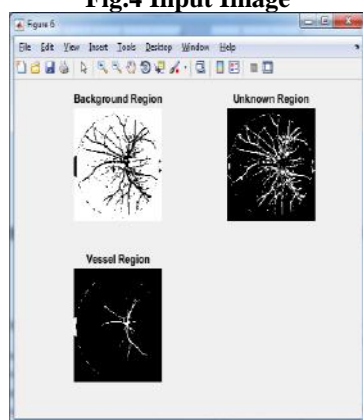 Fig.4 Input Image
Figure 6
File Edit View Insert Tools Desktop Window Help
Background Region
Unknown Region
Vessel Region